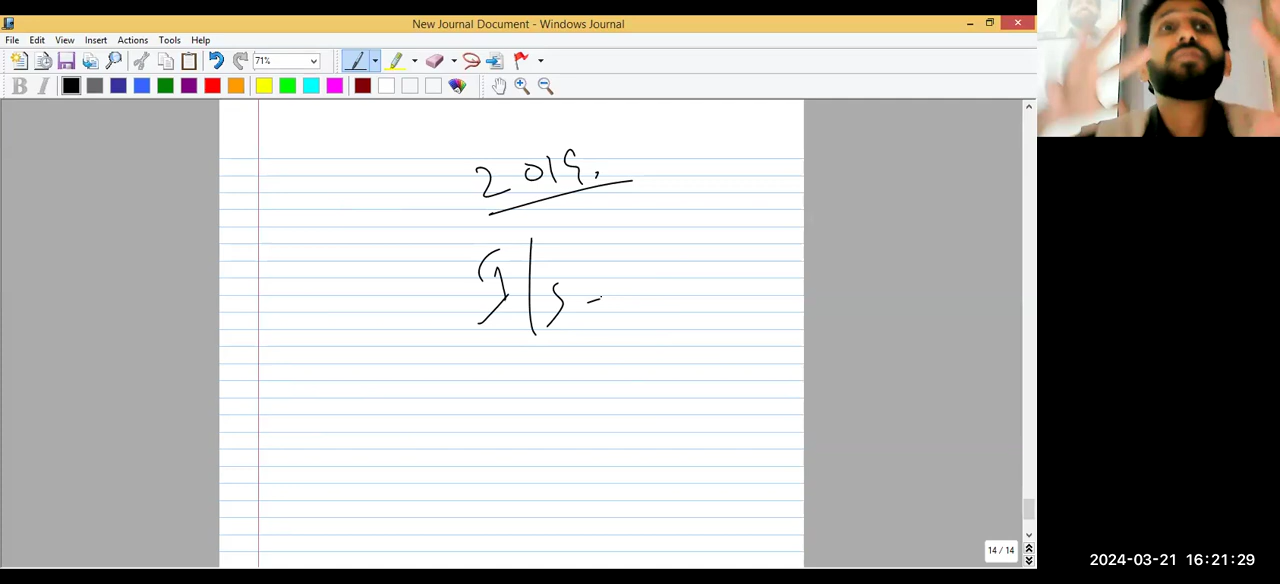 New Journal Document - Windows Journal
File Edit View Insert Actions Tools Help
71%
B I
2019.
14 / 14
2024-03-21 16:21:29